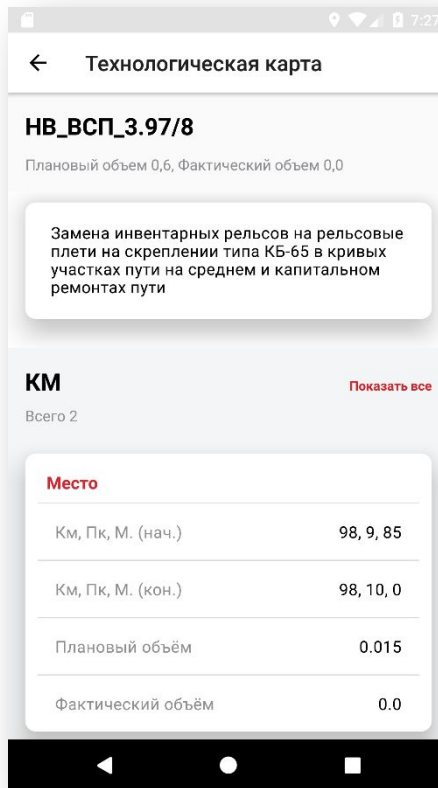 7:27
Технологическая карта
НВ_ВСП_3.97/8
Плановый объем 0,6, Фактический объем 0,0
Замена инвентарных рельсов на рельсовые
плети на скреплении типа КБ-65 в кривых
участках пути на среднем и капитальном
ремонтах пути
КМ Показать все
Всего 2
Место
Км, Пк, М. (нач.) 98, 9, 85
Км, Пк, М. (кон.) 98, 10, 0
Плановый объём 0.015
Фактический объём 0.0